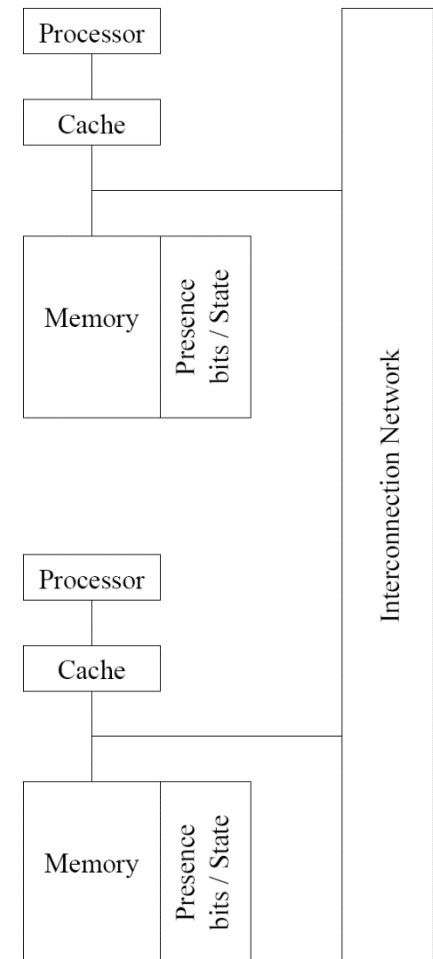 Processor
Cache
Memory
Presence
bits / State
Interconnection Network
Processor
Cache
Memory
Presence
bits / State